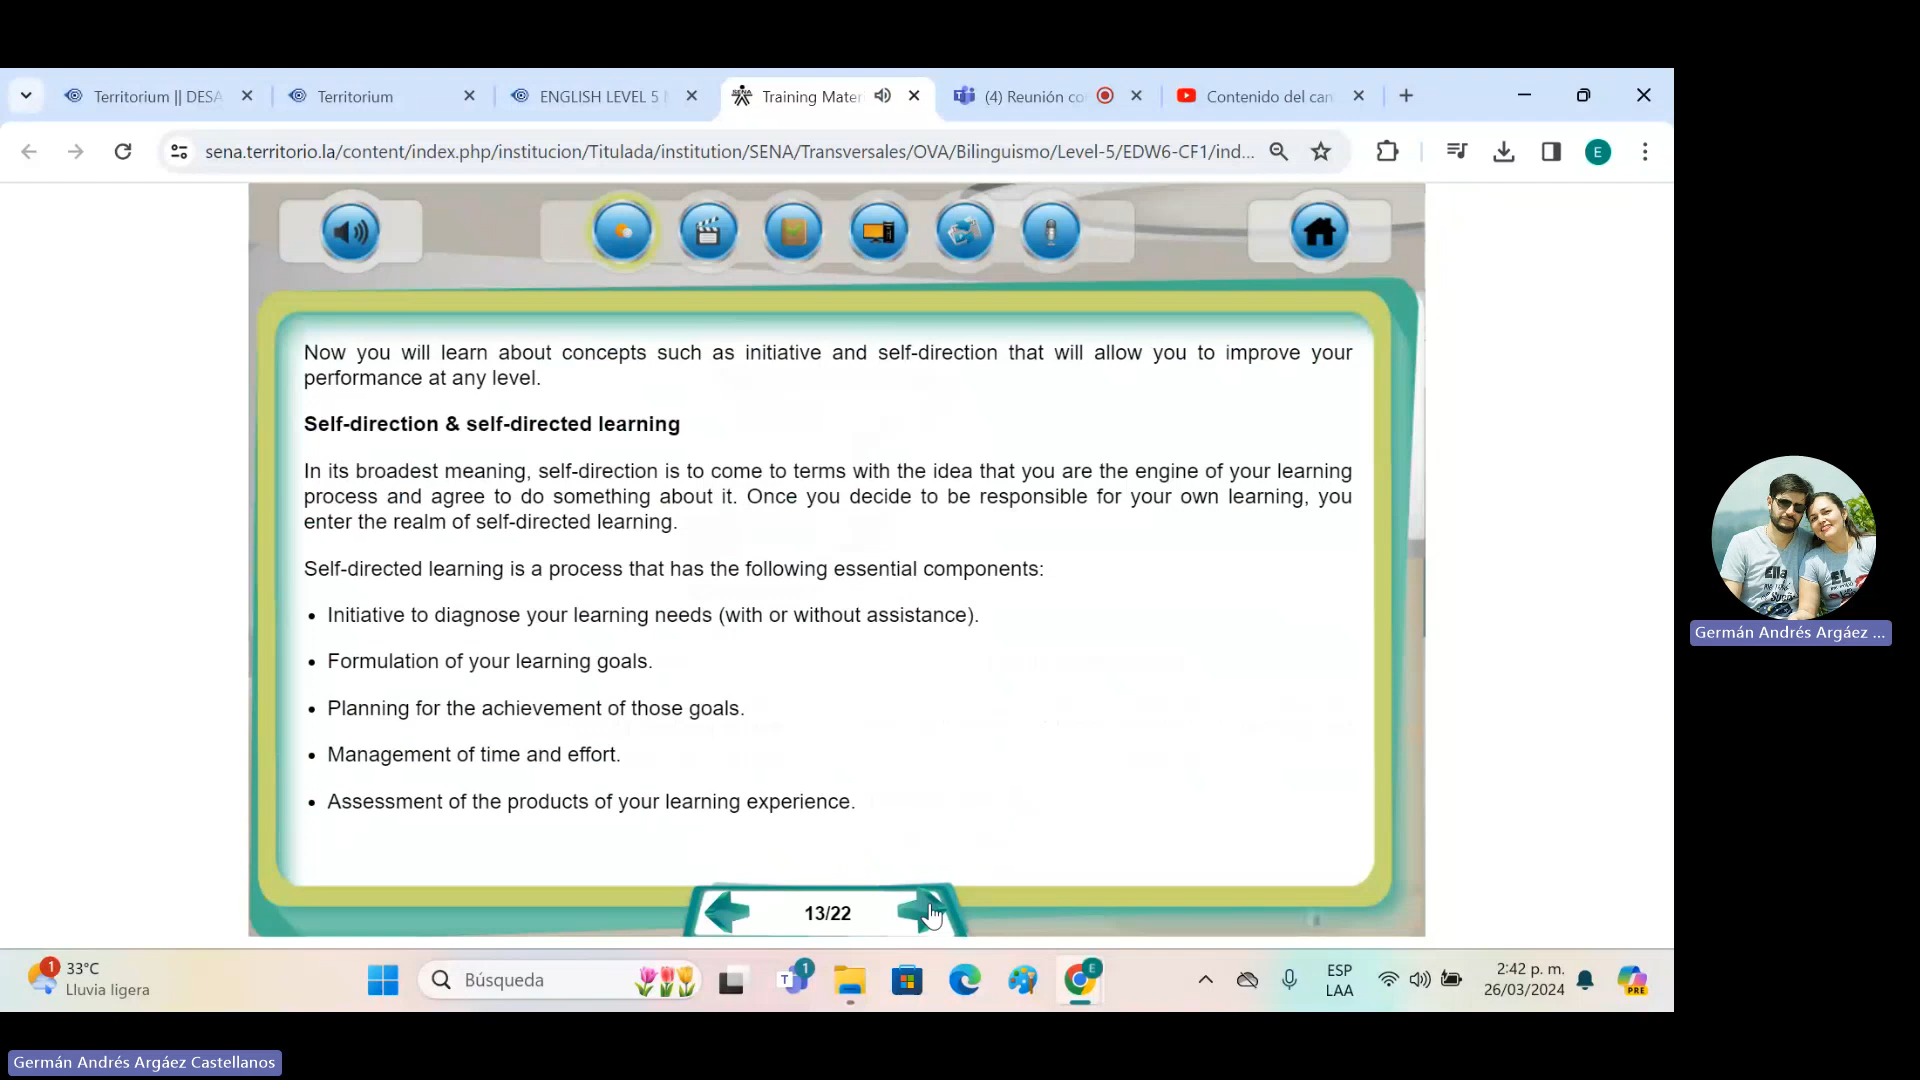 Territorium || DESA
Territorium
ENGLISH LEVEL 5
Training Mater
(4) Reunión co
Contenido del can
sena.territorio.la/content/index.php/institucion/Titulada/institution/SENA/Transversales/OVA/Bilinguismo/Level-5/EDW6-CF1/ind...
E
Now you will learn about concepts such as initiative and self-direction that will allow you to improve your
performance at any level.
Self-direction & self-directed learning
In its broadest meaning, self-direction is to come to terms with the idea that you are the engine of your learning
process and agree to do something about it. Once you decide to be responsible for your own learning, you
enter the realm of self-directed learning.
Self-directed learning is a process that has the following essential components:
• Initiative to diagnose your learning needs (with or without assistance).
• Formulation of your learning goals.
• Planning for the achievement of those goals.
• Management of time and effort.
• Assessment of the products of your learning experience.
13/22
Ella
EL
Germán Andrés Argáez ...
1
33°C
Lluvia ligera
Búsqueda
1
E
ESP
LAA
2:42 p. m.
26/03/2024
PRE
Germán Andrés Argáez Castellanos